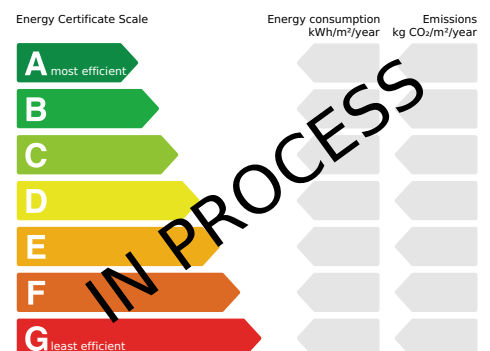 Energy Certificate Scale
Energy consumption
kWh/m²/year
Emissions
kg CO₂/m²/year
A most efficient
B
C
D
E
F
G least efficient
IN PROCESS